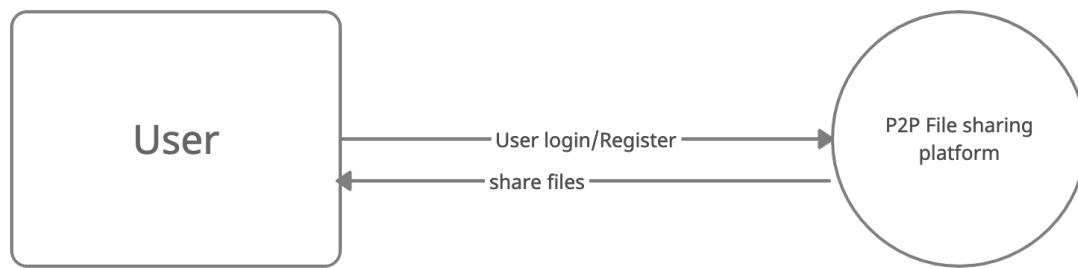 User
User login/Register
share files
P2P File sharing
platform